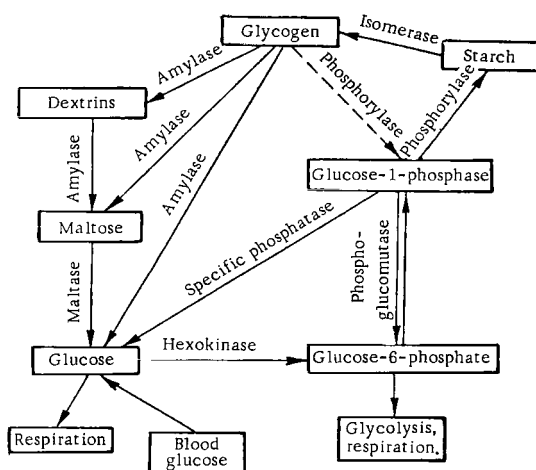 Glycogen
Isomerase
Starch
Amylase
Phosphorylase
Phosphorylase
Dextrins
Amylase
Amylase
Amylase
Glucose-1-phosphase
Maltose
Specific phosphatase
Phospho-
glucomutase
Maltase
Glucose
Hexokinase
Glucose-6-phosphate
Respiration
Blood
glucose
Glycolysis,
respiration.